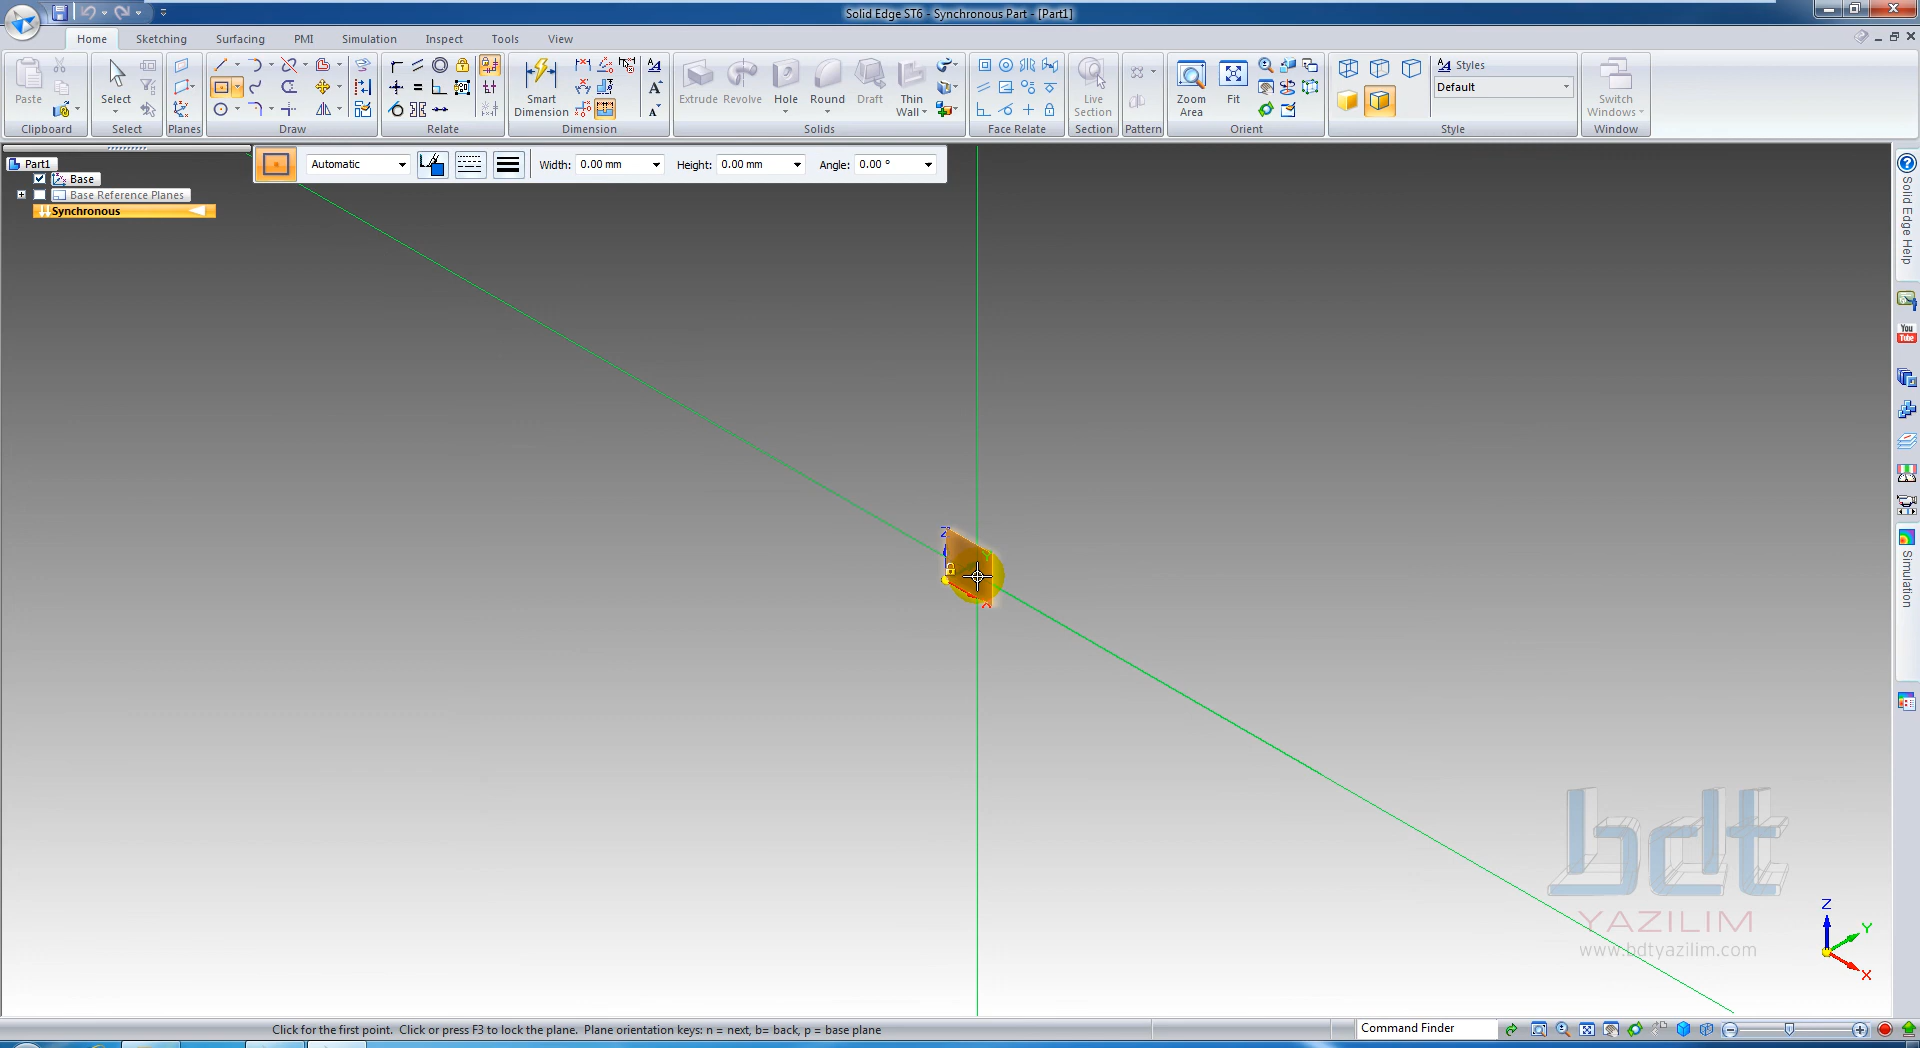 Solid Edge ST6 - Synchronous Part - [Part1]
Home Sketching Surfacing PMI Simulation Inspect Tools View
Paste Select Smart Dimension Extrude Revolve Hole Round Draft Thin Wall Live Section Zoom Area Fit Styles Default Switch Windows
Clipboard Select Planes Draw Relate Dimension Solids Face Relate Section Pattern Orient Style Window
Automatic Width: 0.00 mm Height: 0.00 mm Angle: 0.00 °
Part1
Base
Base Reference Planes
Synchronous
Solid Edge Help
You Tube
Simulation
Z
X
bdt
YAZILIM
www.bdtyazilim.com
Z
Y
X
Click for the first point. Click or press F3 to lock the plane. Plane orientation keys: n = next, b= back, p = base plane
Command Finder